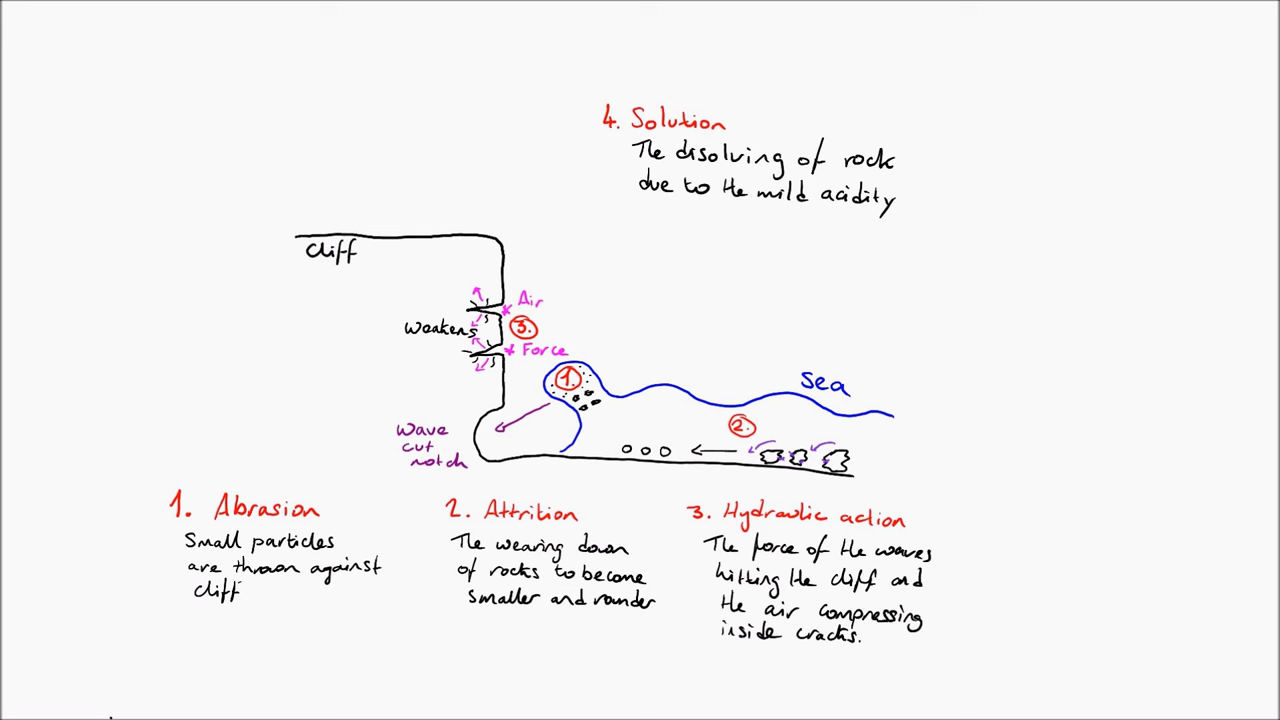 4. Solution
The disolving of rock
due to the mild acidity
Cliff
Air
Weakens
3.
Force
1.
Sea
2.
Wave
cut
notch
1. Abrasion
Small particles
are thrown against
cliff
2. Attrition
The wearing down
of rocks to become
smaller and rounder
3. Hydraulic action
The force of the waves
hitting the cliff and
the air compressing
inside cracks.